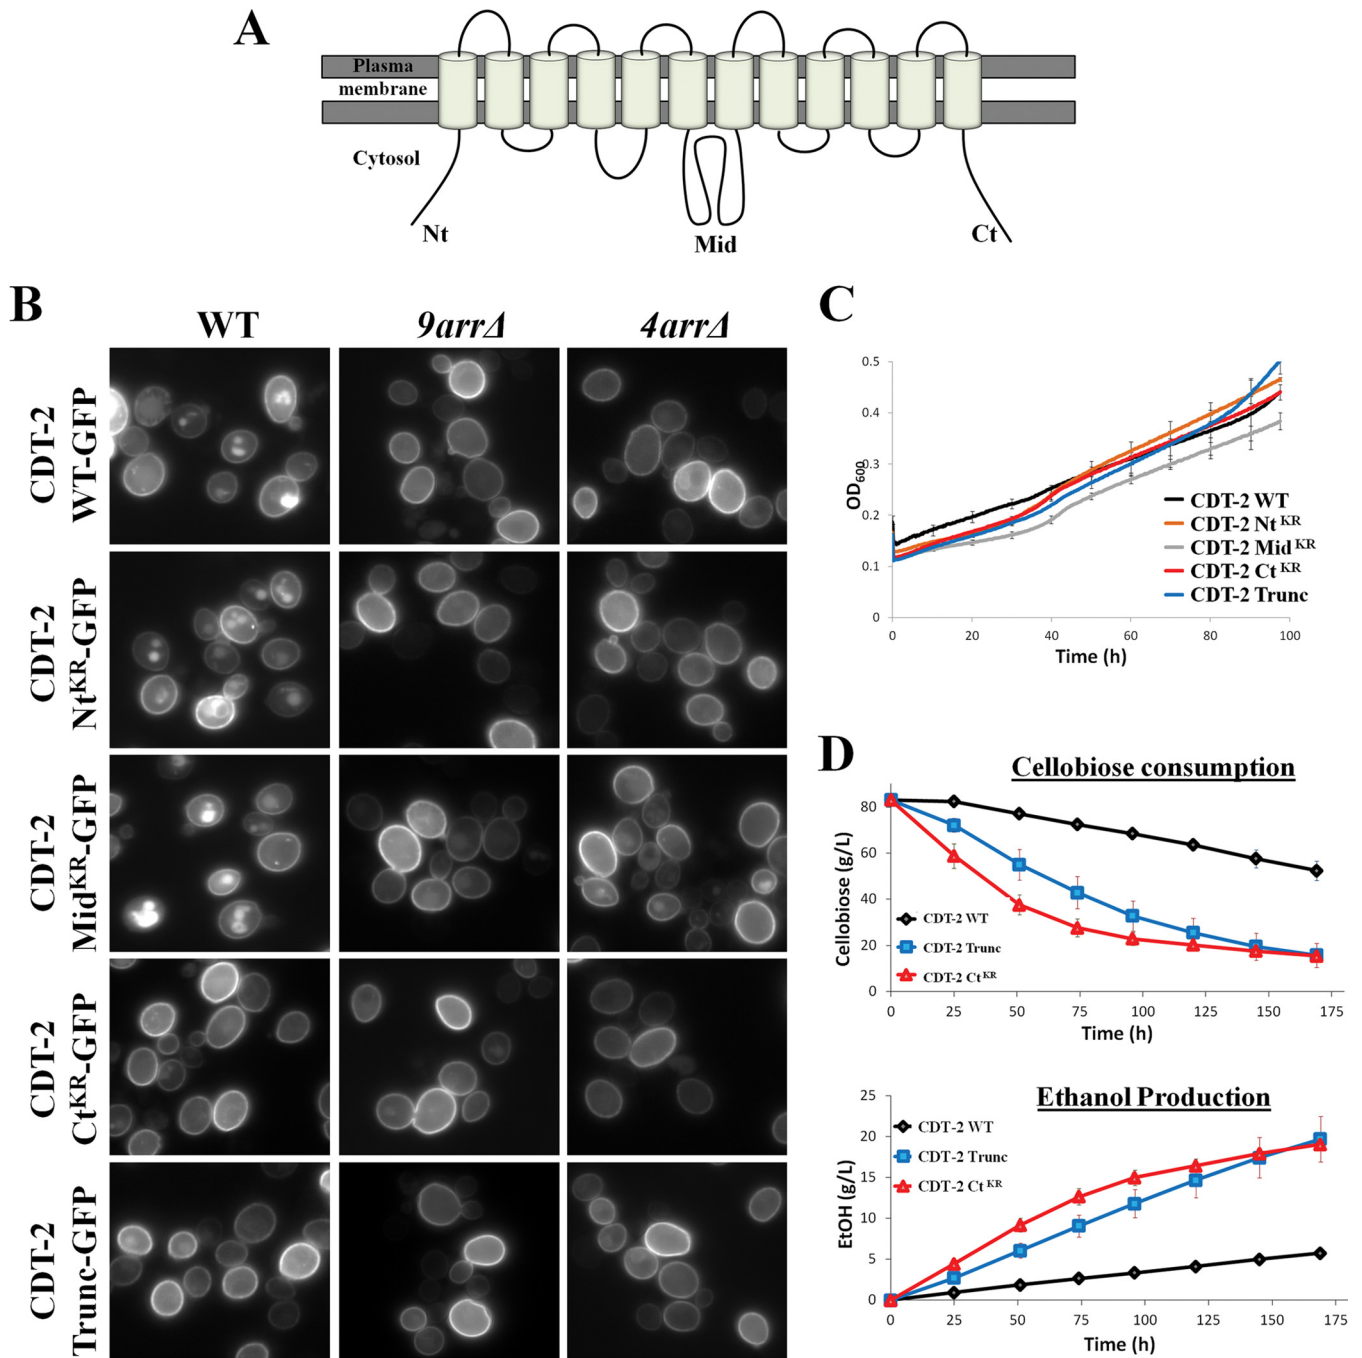 A
Plasma
membrane
Cytosol
Nt
Mid
Ct
B
WT
9arrΔ
4arrΔ
CDT-2
WT-GFP
CDT-2
Nt^KR-GFP
CDT-2
Mid^KR-GFP
CDT-2
Ct^KR-GFP
CDT-2
Trunc-GFP
C
0.5
0.4
0.3
0.2
0.1
0
OD600
CDT-2 WT
CDT-2 Nt KR
CDT-2 Mid KR
CDT-2 Ct KR
CDT-2 Trunc
0 20 40 60 80 100
Time (h)
D
Cellobiose consumption
80
60
40
20
0
Cellobiose (g/L)
CDT-2 WT
CDT-2 Trunc
CDT-2 Ct KR
0 25 50 75 100 125 150 175
Time (h)
Ethanol Production
25
20
15
10
5
0
EtOH (g/L)
CDT-2 WT
CDT-2 Trunc
CDT-2 Ct KR
0 25 50 75 100 125 150 175
Time (h)